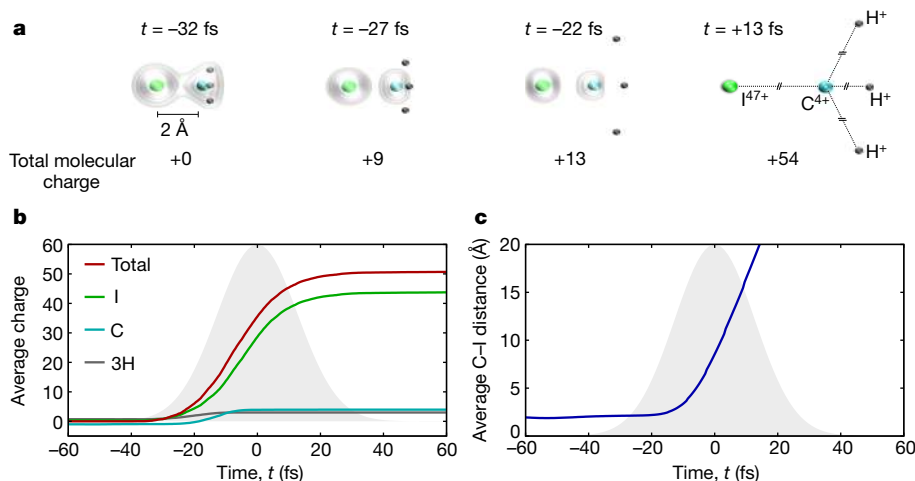 a
t = −32 fs
t = −27 fs
t = −22 fs
t = +13 fs
H⁺
I⁴⁷⁺
C⁴⁺
H⁺
2 Å
H⁺
Total molecular
charge
+0
+9
+13
+54
b
60
50
40
30
20
10
0
Average charge
Total
I
C
3H
−60
−40
−20
0
20
40
60
Time, t (fs)
c
20
15
10
5
0
Average C–I distance (Å)
−60
−40
−20
0
20
40
60
Time, t (fs)